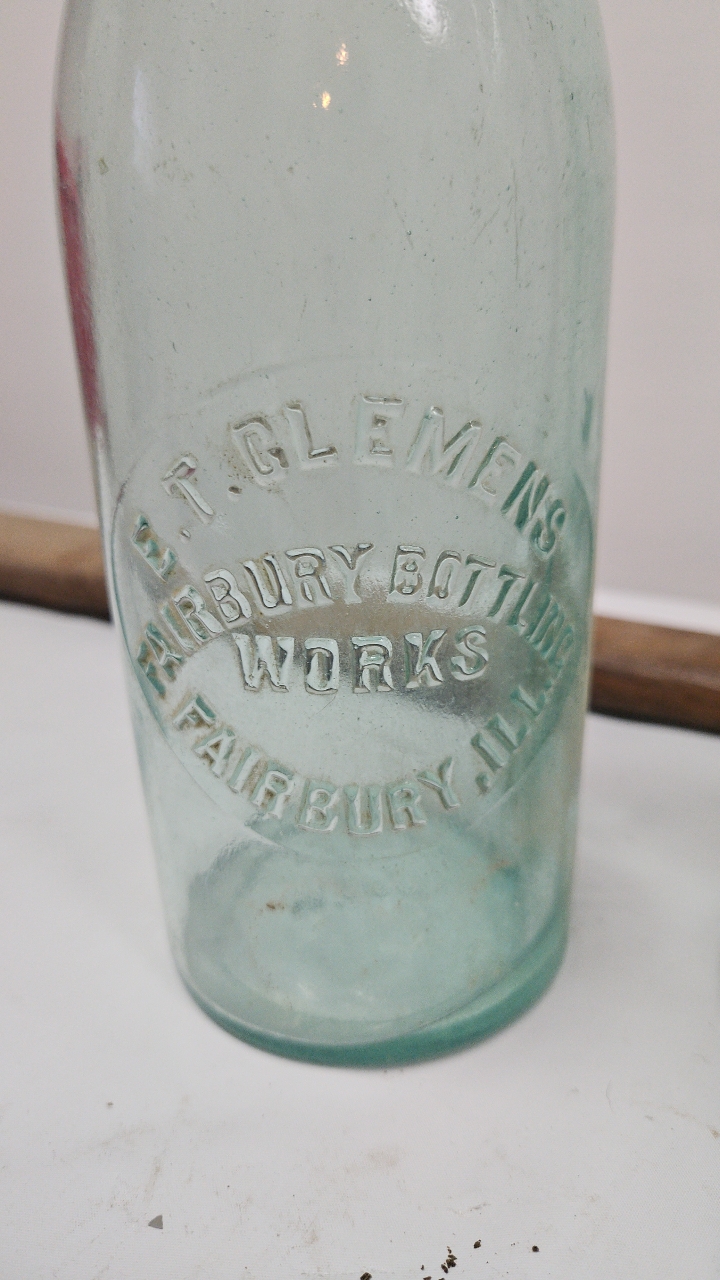 E.T. CLEMENS
FAIRBURY BOTTLING
WORKS
FAIRBURY, ILL.